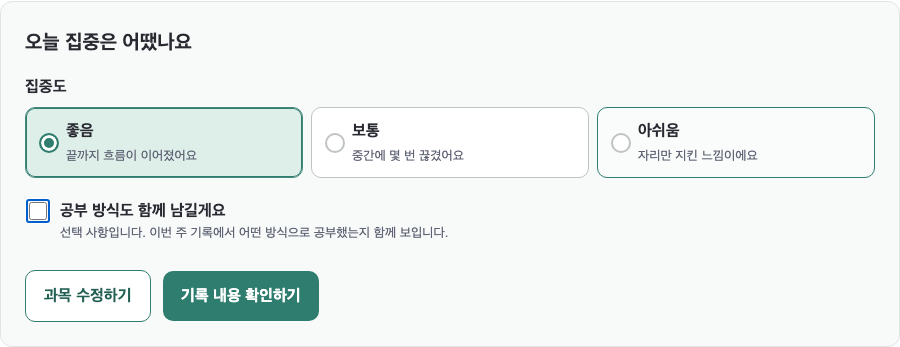 오늘 집중은 어땠나요
집중도
좋음
끝까지 흐름이 이어졌어요
보통
중간에 몇 번 끊겼어요
아쉬움
자리만 지킨 느낌이에요
공부 방식도 함께 남길게요
선택 사항입니다. 이번 주 기록에서 어떤 방식으로 공부했는지 함께 보입니다.
과목 수정하기
기록 내용 확인하기